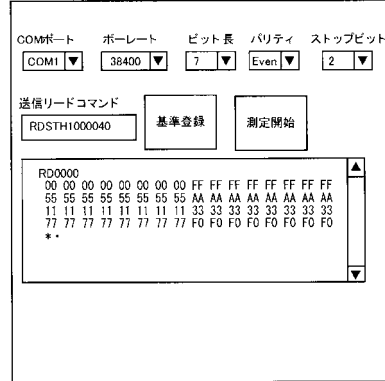 COMポート ボーレート ビット長 パリティ ストップビット
COM1 ▼ 38400 ▼ 7 ▼ Even ▼ 2 ▼
送信リードコマンド
RDSTH1000040 基準登録 測定開始
RD0000
00 00 00 00 00 00 00 00 FF FF FF FF FF FF FF
55 55 55 55 55 55 55 55 AA AA AA AA AA AA AA
11 11 11 11 11 11 11 11 33 33 33 33 33 33 33
77 77 77 77 77 77 77 77 F0 F0 F0 F0 F0 F0 F0
*・